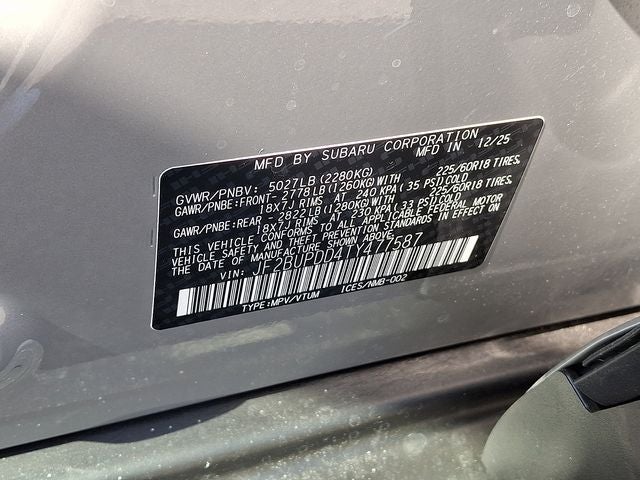 MFD BY SUBARU CORPORATION
MFD IN 12/25
GVWR/PNBV: 5027LB(2280KG)
GAWR/PNBE:FRONT- 2778LB(1260KG)WITH 225/60R18 TIRES,
18X7J RIMS AT 240 KPA(35 PSI)COLD
GAWR/PNBE:REAR -2822LB(1280KG)WITH 225/60R18 TIRES,
18X7J RIMS AT 230 KPA(33 PSI)COLD
THIS VEHICLE CONFORMS TO ALL APPLICABLE FEDERAL MOTOR
VEHICLE SAFETY AND THEFT PREVENTION STANDARDS IN EFFECT ON
THE DATE OF MANUFACTURE SHOWN ABOVE.
VIN: JF2BUPDD4TY477587
TYPE:MPV/VTUM ICES/NMB-002